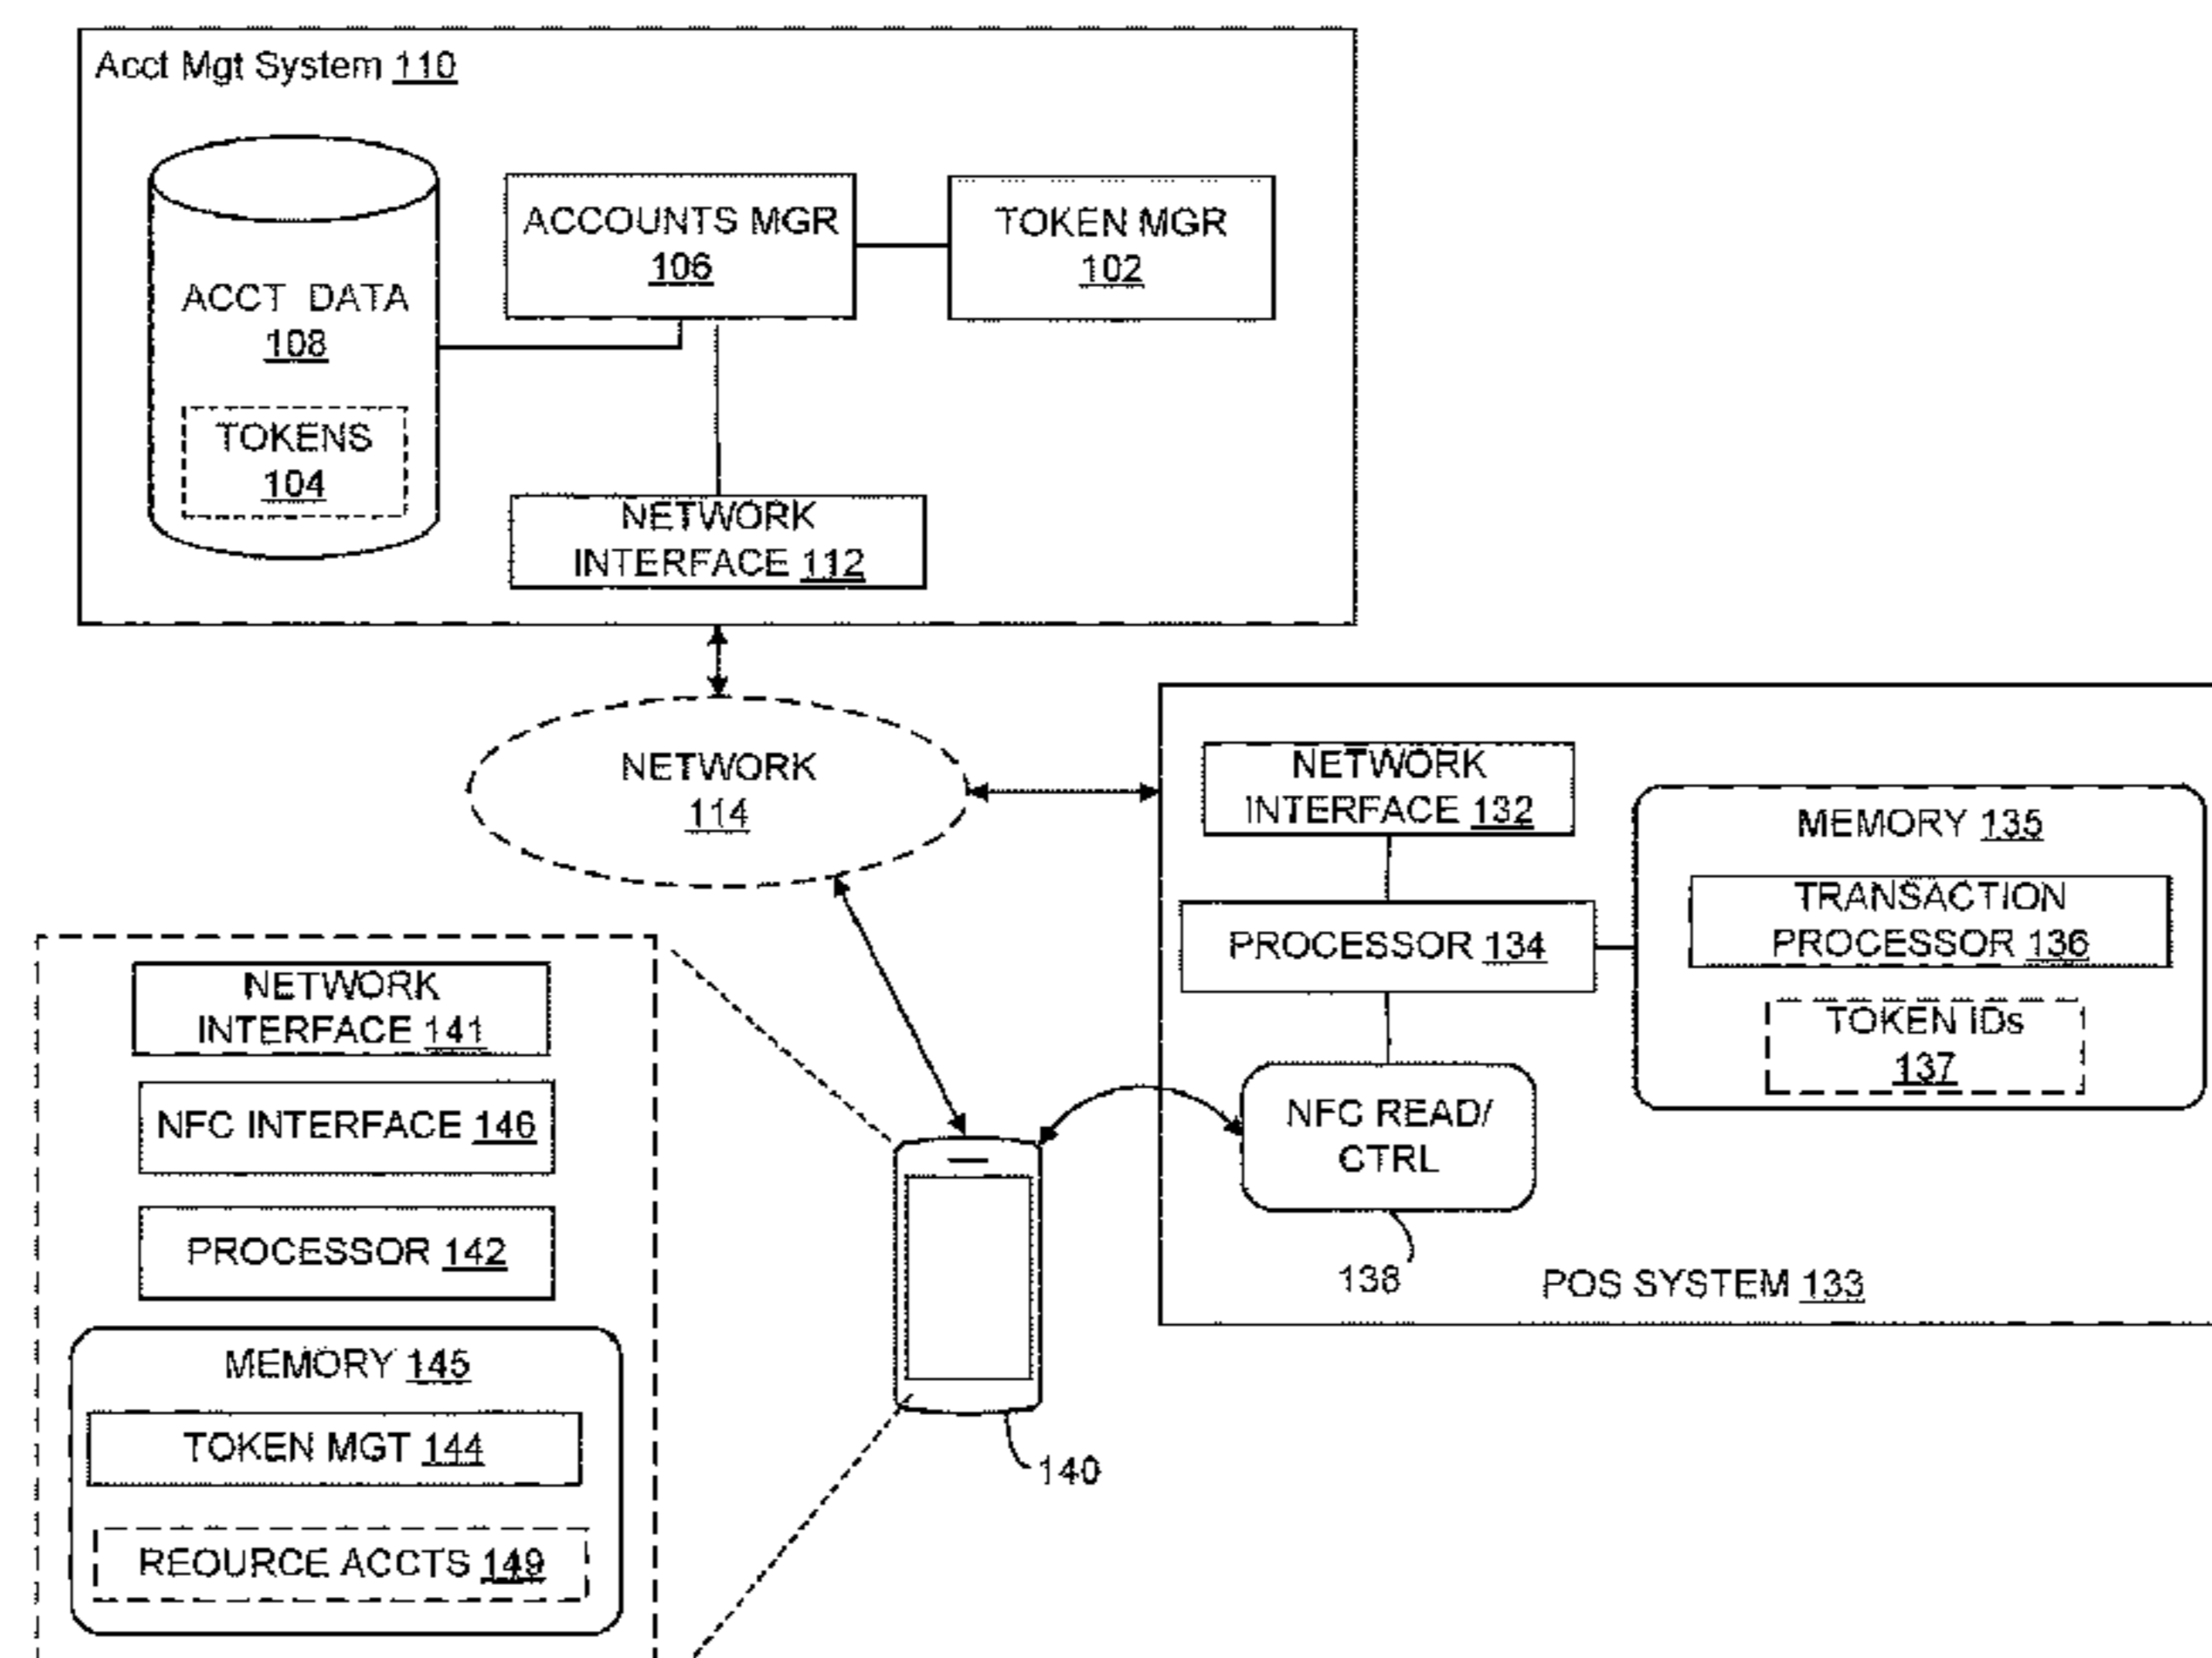 Acct Mgt System 110
ACCT DATA
108
TOKENS
104
ACCOUNTS MGR
106
TOKEN MGR
102
NETWORK
INTERFACE 112
NETWORK
114
NETWORK
INTERFACE 132
PROCESSOR 134
MEMORY 135
TRANSACTION
PROCESSOR 136
TOKEN IDs
137
NFC READ/
CTRL
138
POS SYSTEM 133
NETWORK
INTERFACE 141
NFC INTERFACE 146
PROCESSOR 142
MEMORY 145
TOKEN MGT 144
REOURCE ACCTS 149
140